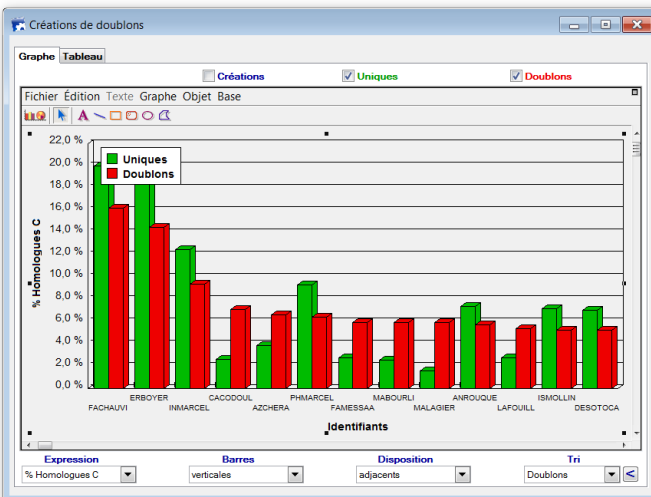 Créations de doublons
Graphe Tableau
Créations Uniques Doublons
Fichier Édition Texte Graphe Objet Base
22,0 %
20,0 %
18,0 %
16,0 %
14,0 %
12,0 %
10,0 %
8,0 %
6,0 %
4,0 %
2,0 %
0,0 %
% Homologues C
Uniques
Doublons
ERBOYER CACODOUL PHMARCEL MABOURLI ANROUQUE ISMOLLIN
FACHAUVI INMARCEL AZCHERA FAMESSAA MALAGIER LAFOUILL DESOTOCA
Identifiants
Expression Barres Disposition Tri
% Homologues C verticales adjacents Doublons <